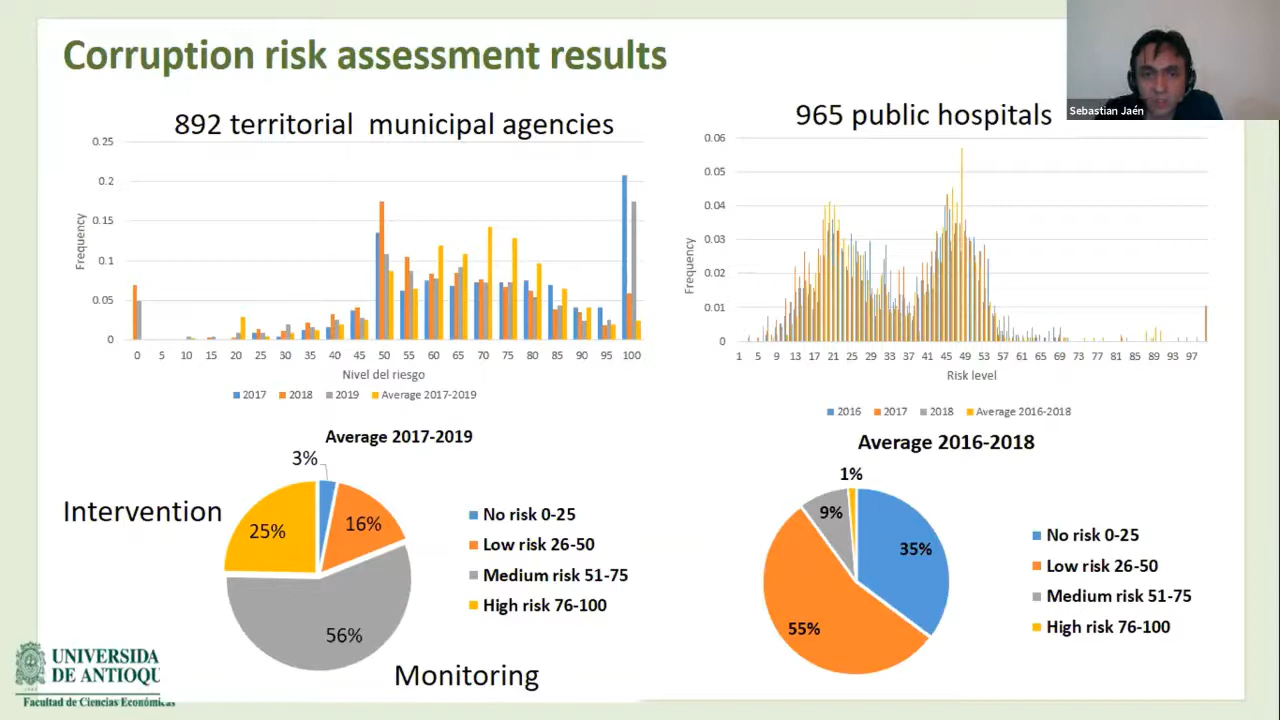 Corruption risk assessment results
Sebastian Jaén
892 territorial municipal agencies
0.25
0.2
0.15
0.1
0.05
0
Frequency
0 5 10 15 20 25 30 35 40 45 50 55 60 65 70 75 80 85 90 95 100
Nivel del riesgo
2017 2018 2019 Average 2017-2019
965 public hospitals
0.06
0.05
0.04
0.03
0.02
0.01
0
Frequency
1 5 9 13 17 21 25 29 33 37 41 45 49 53 57 61 65 69 73 77 81 85 89 93 97
Risk level
2016 2017 2018 Average 2016-2018
Average 2017-2019
3%
16%
56%
25%
Intervention
Monitoring
No risk 0-25
Low risk 26-50
Medium risk 51-75
High risk 76-100
Average 2016-2018
1%
9%
35%
55%
No risk 0-25
Low risk 26-50
Medium risk 51-75
High risk 76-100
UNIVERSIDA
DE ANTIOQU
Facultad de Ciencias Económicas